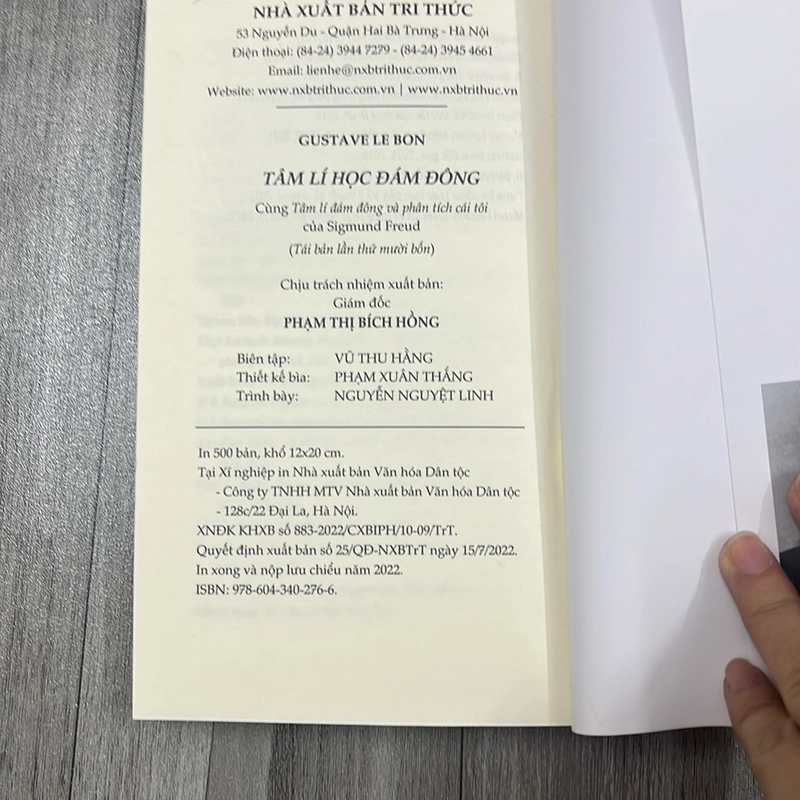 NHÀ XUẤT BẢN TRI THỨC
53 Nguyễn Du - Quận Hai Bà Trưng - Hà Nội
Điện thoại: (84-24) 3944 7279 - (84-24) 3945 4661
Email: lienhe@nxbtrithuc.com.vn
Website: www.nxbtrithuc.com.vn | www.nxbtrithuc.vn
GUSTAVE LE BON
TÂM LÍ HỌC ĐÁM ĐÔNG
Cùng Tâm lí đám đông và phân tích cái tôi
của Sigmund Freud
(Tái bản lần thứ mười bốn)
Chịu trách nhiệm xuất bản:
Giám đốc
PHẠM THỊ BÍCH HỒNG
Biên tập: VŨ THU HẰNG
Thiết kế bìa: PHẠM XUÂN THẮNG
Trình bày: NGUYỄN NGUYỆT LINH
In 500 bản, khổ 12x20 cm.
Tại Xí nghiệp in Nhà xuất bản Văn hóa Dân tộc
- Công ty TNHH MTV Nhà xuất bản Văn hóa Dân tộc
- 128c/22 Đại La, Hà Nội.
XNĐK KHXB số 883-2022/CXBIPH/10-09/TrT.
Quyết định xuất bản số 25/QĐ-NXBTrT ngày 15/7/2022.
In xong và nộp lưu chiểu năm 2022.
ISBN: 978-604-340-276-6.